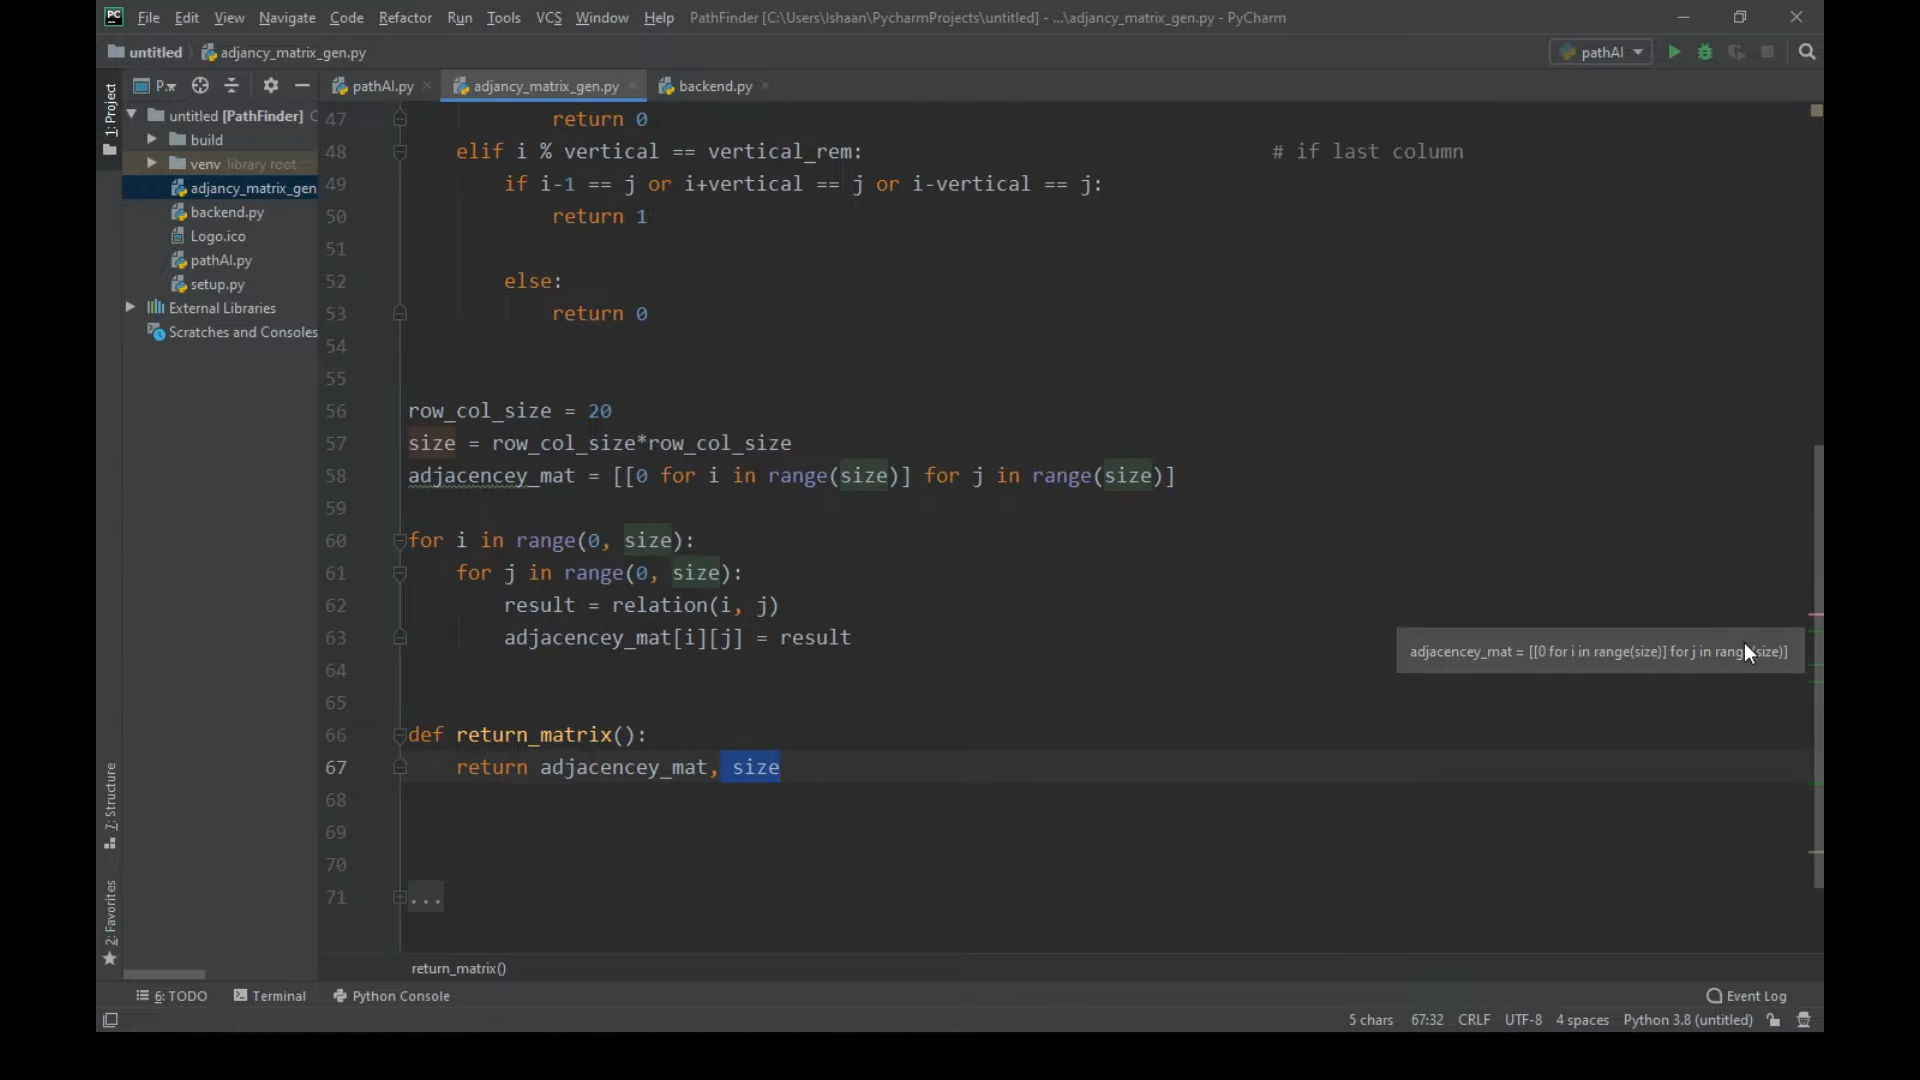 File Edit View Navigate Code Refactor Run Tools VCS Window Help PathFinder [C:\Users\Ishaan\PycharmProjects\untitled] - ...\adjancy_matrix_gen.py - PyCharm
untitled adjancy_matrix_gen.py pathAI
P.. pathAI.py adjancy_matrix_gen.py backend.py
1: Project
untitled [PathFinder] C
build
venv library root
adjancy_matrix_gen
backend.py
Logo.ico
pathAI.py
setup.py
External Libraries
Scratches and Consoles
7: Structure
2: Favorites
47 return 0
48 elif i % vertical == vertical_rem: # if last column
49 if i-1 == j or i+vertical == j or i-vertical == j:
50 return 1
51
52 else:
53 return 0
54
55
56 row_col_size = 20
57 size = row_col_size*row_col_size
58 adjacencey_mat = [[0 for i in range(size)] for j in range(size)]
59
60 for i in range(0, size):
61 for j in range(0, size):
62 result = relation(i, j)
63 adjacencey_mat[i][j] = result
adjacencey_mat = [[0 for i in range(size)] for j in rang size)]
64
65
66 def return_matrix():
67 return adjacencey_mat, size
68
69
70
71 ...
return_matrix()
6: TODO Terminal Python Console Event Log
5 chars 67:32 CRLF UTF-8 4 spaces Python 3.8 (untitled)